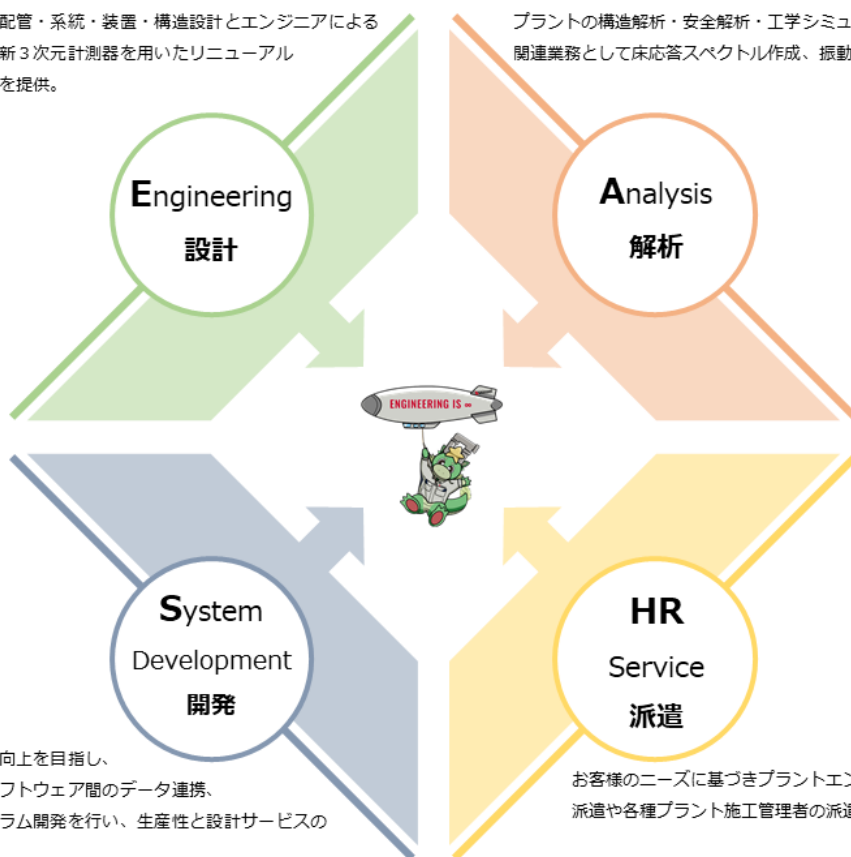 配管・系統・装置・構造設計とエンジニアによる
新3次元計測器を用いたリニューアル
を提供。
プラントの構造解析・安全解析・工学シミュ
関連業務として床応答スペクトル作成、振動
Engineering
設計
Analysis
解析
ENGINEERING IS ∞
System
Development
開発
HR
Service
派遣
向上を目指し、
フトウェア間のデータ連携、
ラム開発を行い、生産性と設計サービスの
お客様のニーズに基づきプラントエン
派遣や各種プラント施工管理者の派遣